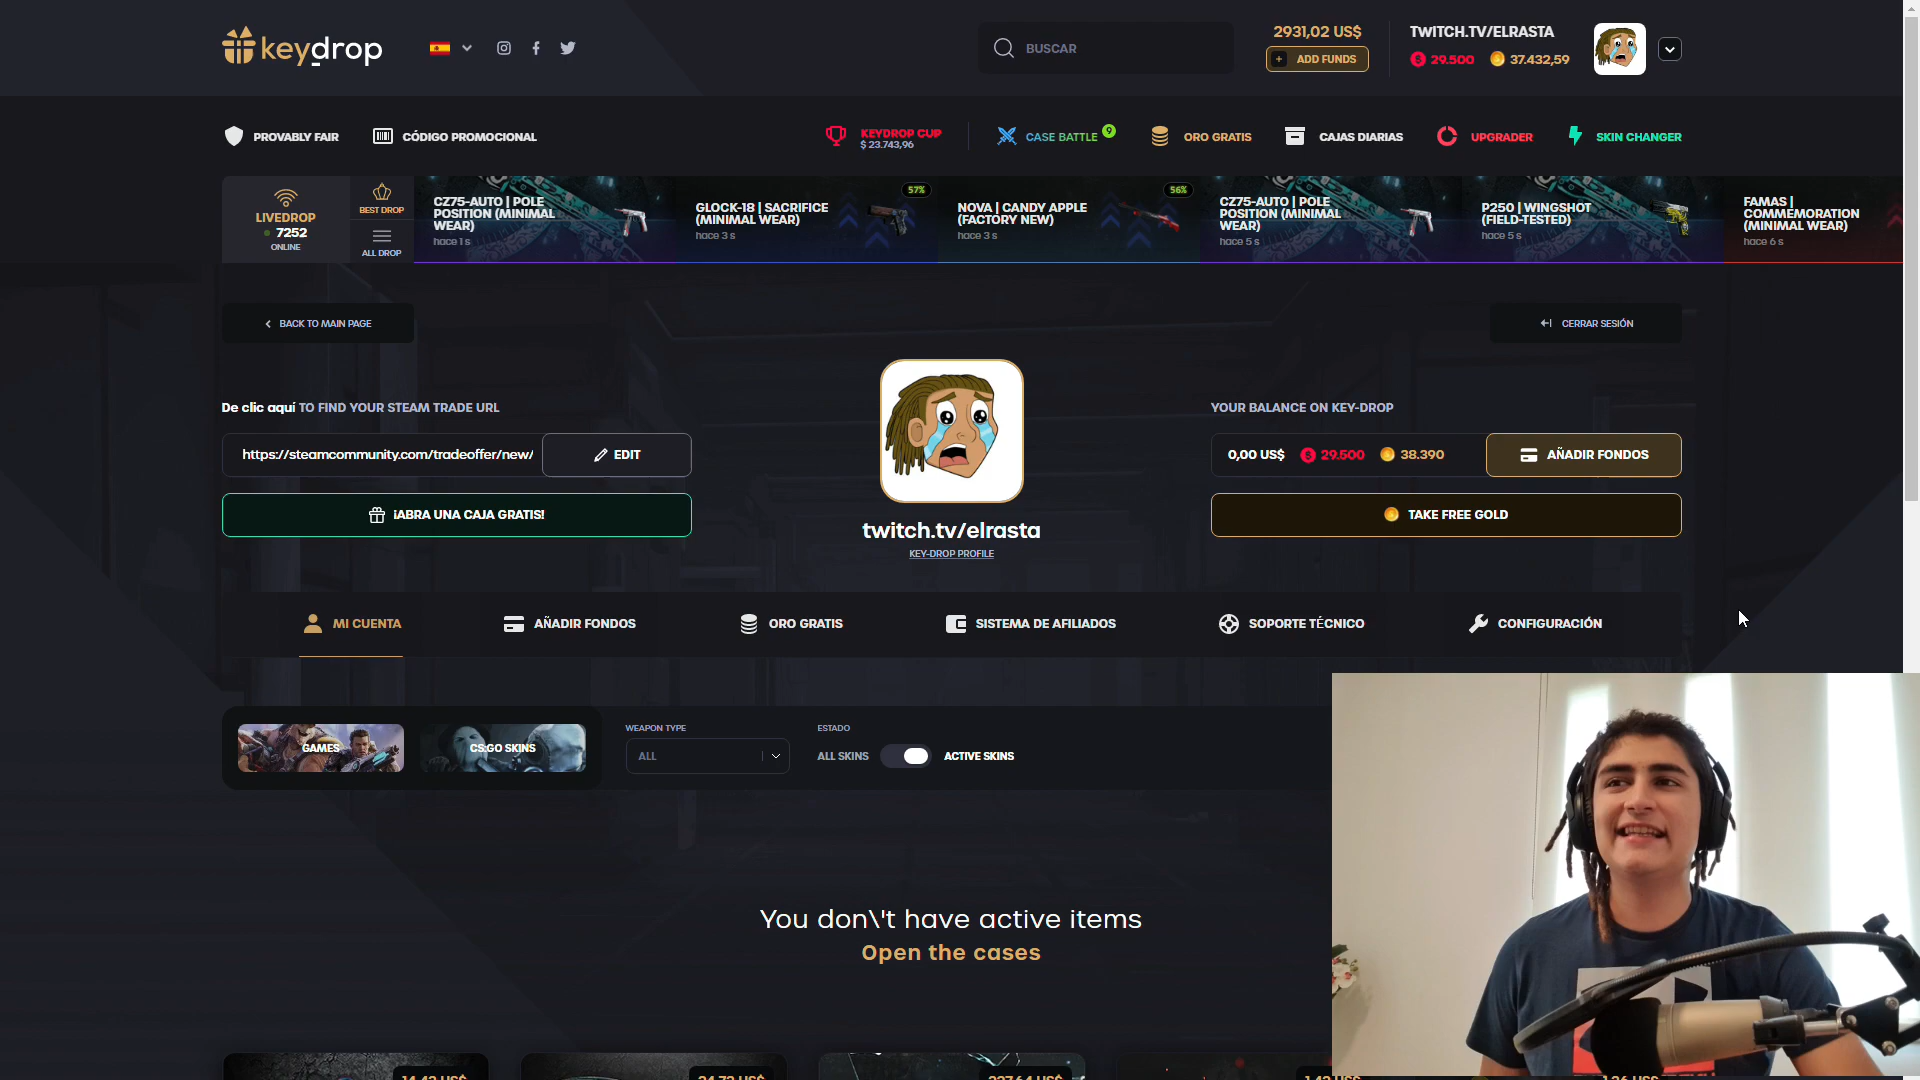 keydrop
BUSCAR
2931,02 US$
+ ADD FUNDS
TWITCH.TV/ELRASTA
29.500 37.432,59
PROVABLY FAIR
CÓDIGO PROMOCIONAL
KEYDROP CUP
$ 23.743,96
CASE BATTLE 9
ORO GRATIS
CAJAS DIARIAS
UPGRADER
SKIN CHANGER
LIVEDROP
7252
ONLINE
BEST DROP
ALL DROP
CZ75-AUTO | POLE
POSITION (MINIMAL
WEAR)
hace 1 s
57%
GLOCK-18 | SACRIFICE
(MINIMAL WEAR)
hace 3 s
56%
NOVA | CANDY APPLE
(FACTORY NEW)
hace 3 s
CZ75-AUTO | POLE
POSITION (MINIMAL
WEAR)
hace 5 s
P250 | WINGSHOT
(FIELD-TESTED)
hace 5 s
FAMAS |
COMMEMORATION
(MINIMAL WEAR)
hace 6 s
BACK TO MAIN PAGE
CERRAR SESIÓN
De clic aquí TO FIND YOUR STEAM TRADE URL
https://steamcommunity.com/tradeoffer/new/
EDIT
¡ABRA UNA CAJA GRATIS!
twitch.tv/elrasta
KEY-DROP PROFILE
YOUR BALANCE ON KEY-DROP
0,00 US$ 29.500 38.390
AÑADIR FONDOS
TAKE FREE GOLD
MI CUENTA
AÑADIR FONDOS
ORO GRATIS
SISTEMA DE AFILIADOS
SOPORTE TÉCNICO
CONFIGURACIÓN
GAMES
CS:GO SKINS
WEAPON TYPE
ALL
ESTADO
ALL SKINS
ACTIVE SKINS
You don\'t have active items
Open the cases